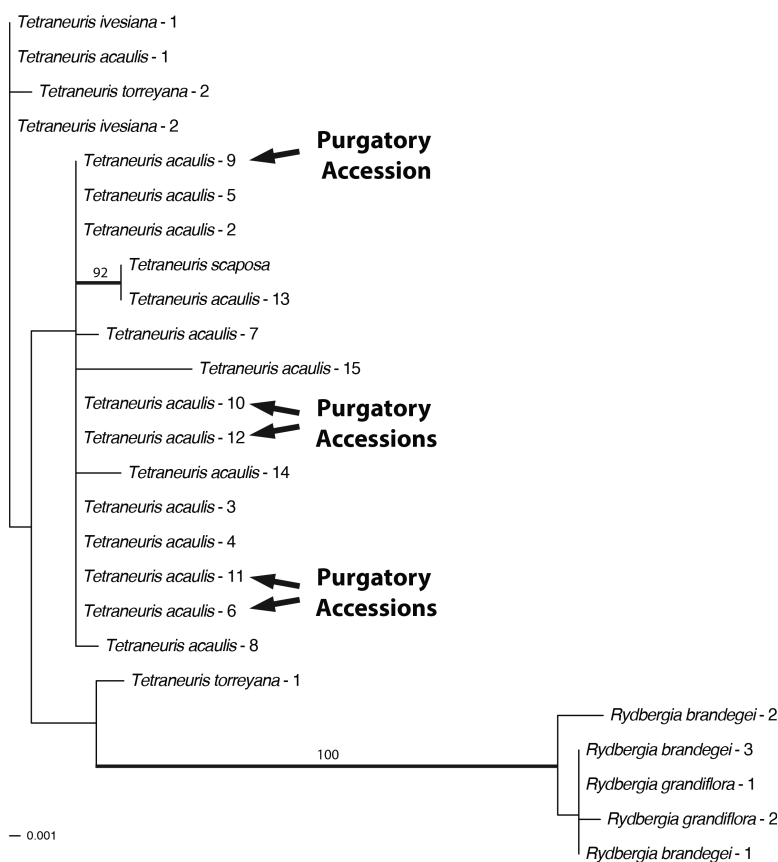 Tetraneuris ivesiana - 1
Tetraneuris acaulis - 1
Tetraneuris torreyana - 2
Tetraneuris ivesiana - 2
Tetraneuris acaulis - 9
Purgatory
Accession
Tetraneuris acaulis - 5
Tetraneuris acaulis - 2
92
Tetraneuris scaposa
Tetraneuris acaulis - 13
Tetraneuris acaulis - 7
Tetraneuris acaulis - 15
Tetraneuris acaulis - 10
Tetraneuris acaulis - 12
Purgatory
Accessions
Tetraneuris acaulis - 14
Tetraneuris acaulis - 3
Tetraneuris acaulis - 4
Tetraneuris acaulis - 11
Tetraneuris acaulis - 6
Purgatory
Accessions
Tetraneuris acaulis - 8
Tetraneuris torreyana - 1
Rydbergia brandegei - 2
100
Rydbergia brandegei - 3
Rydbergia grandiflora - 1
Rydbergia grandiflora - 2
Rydbergia brandegei - 1
0.001